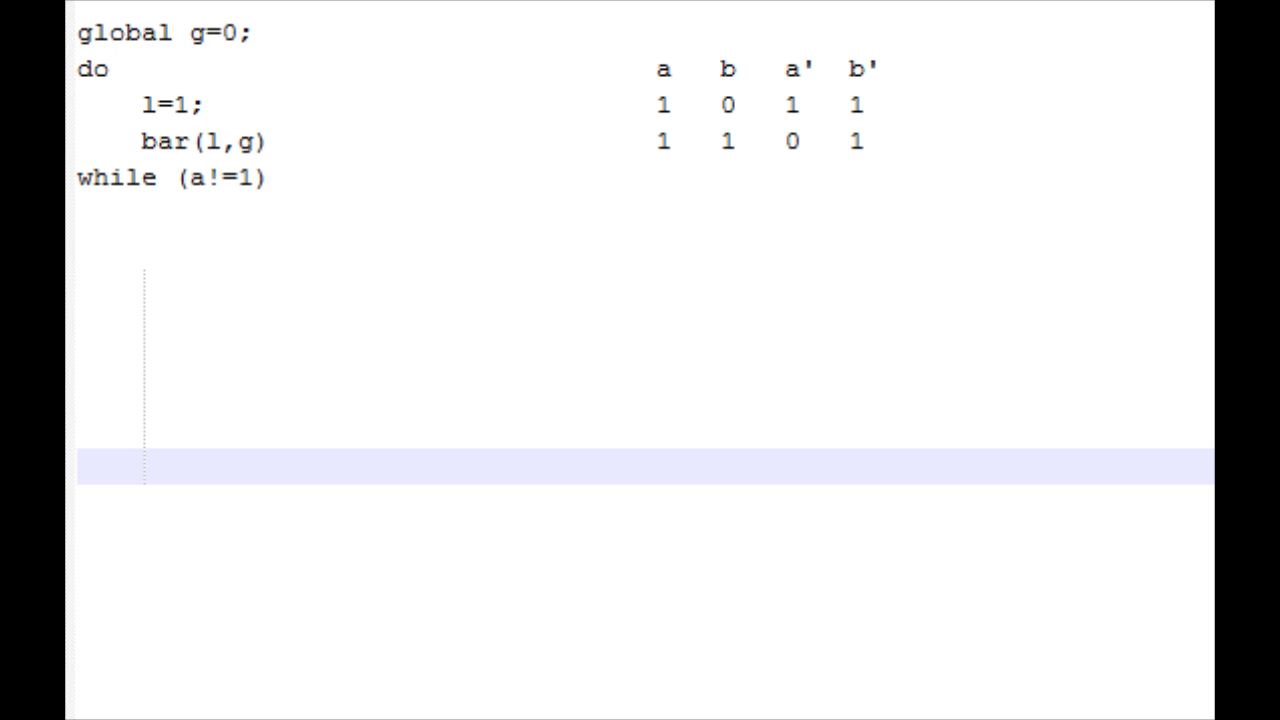 global g=0;
do a b a' b'
l=1; 1 0 1 1
bar(l,g) 1 1 0 1
while (a!=1)